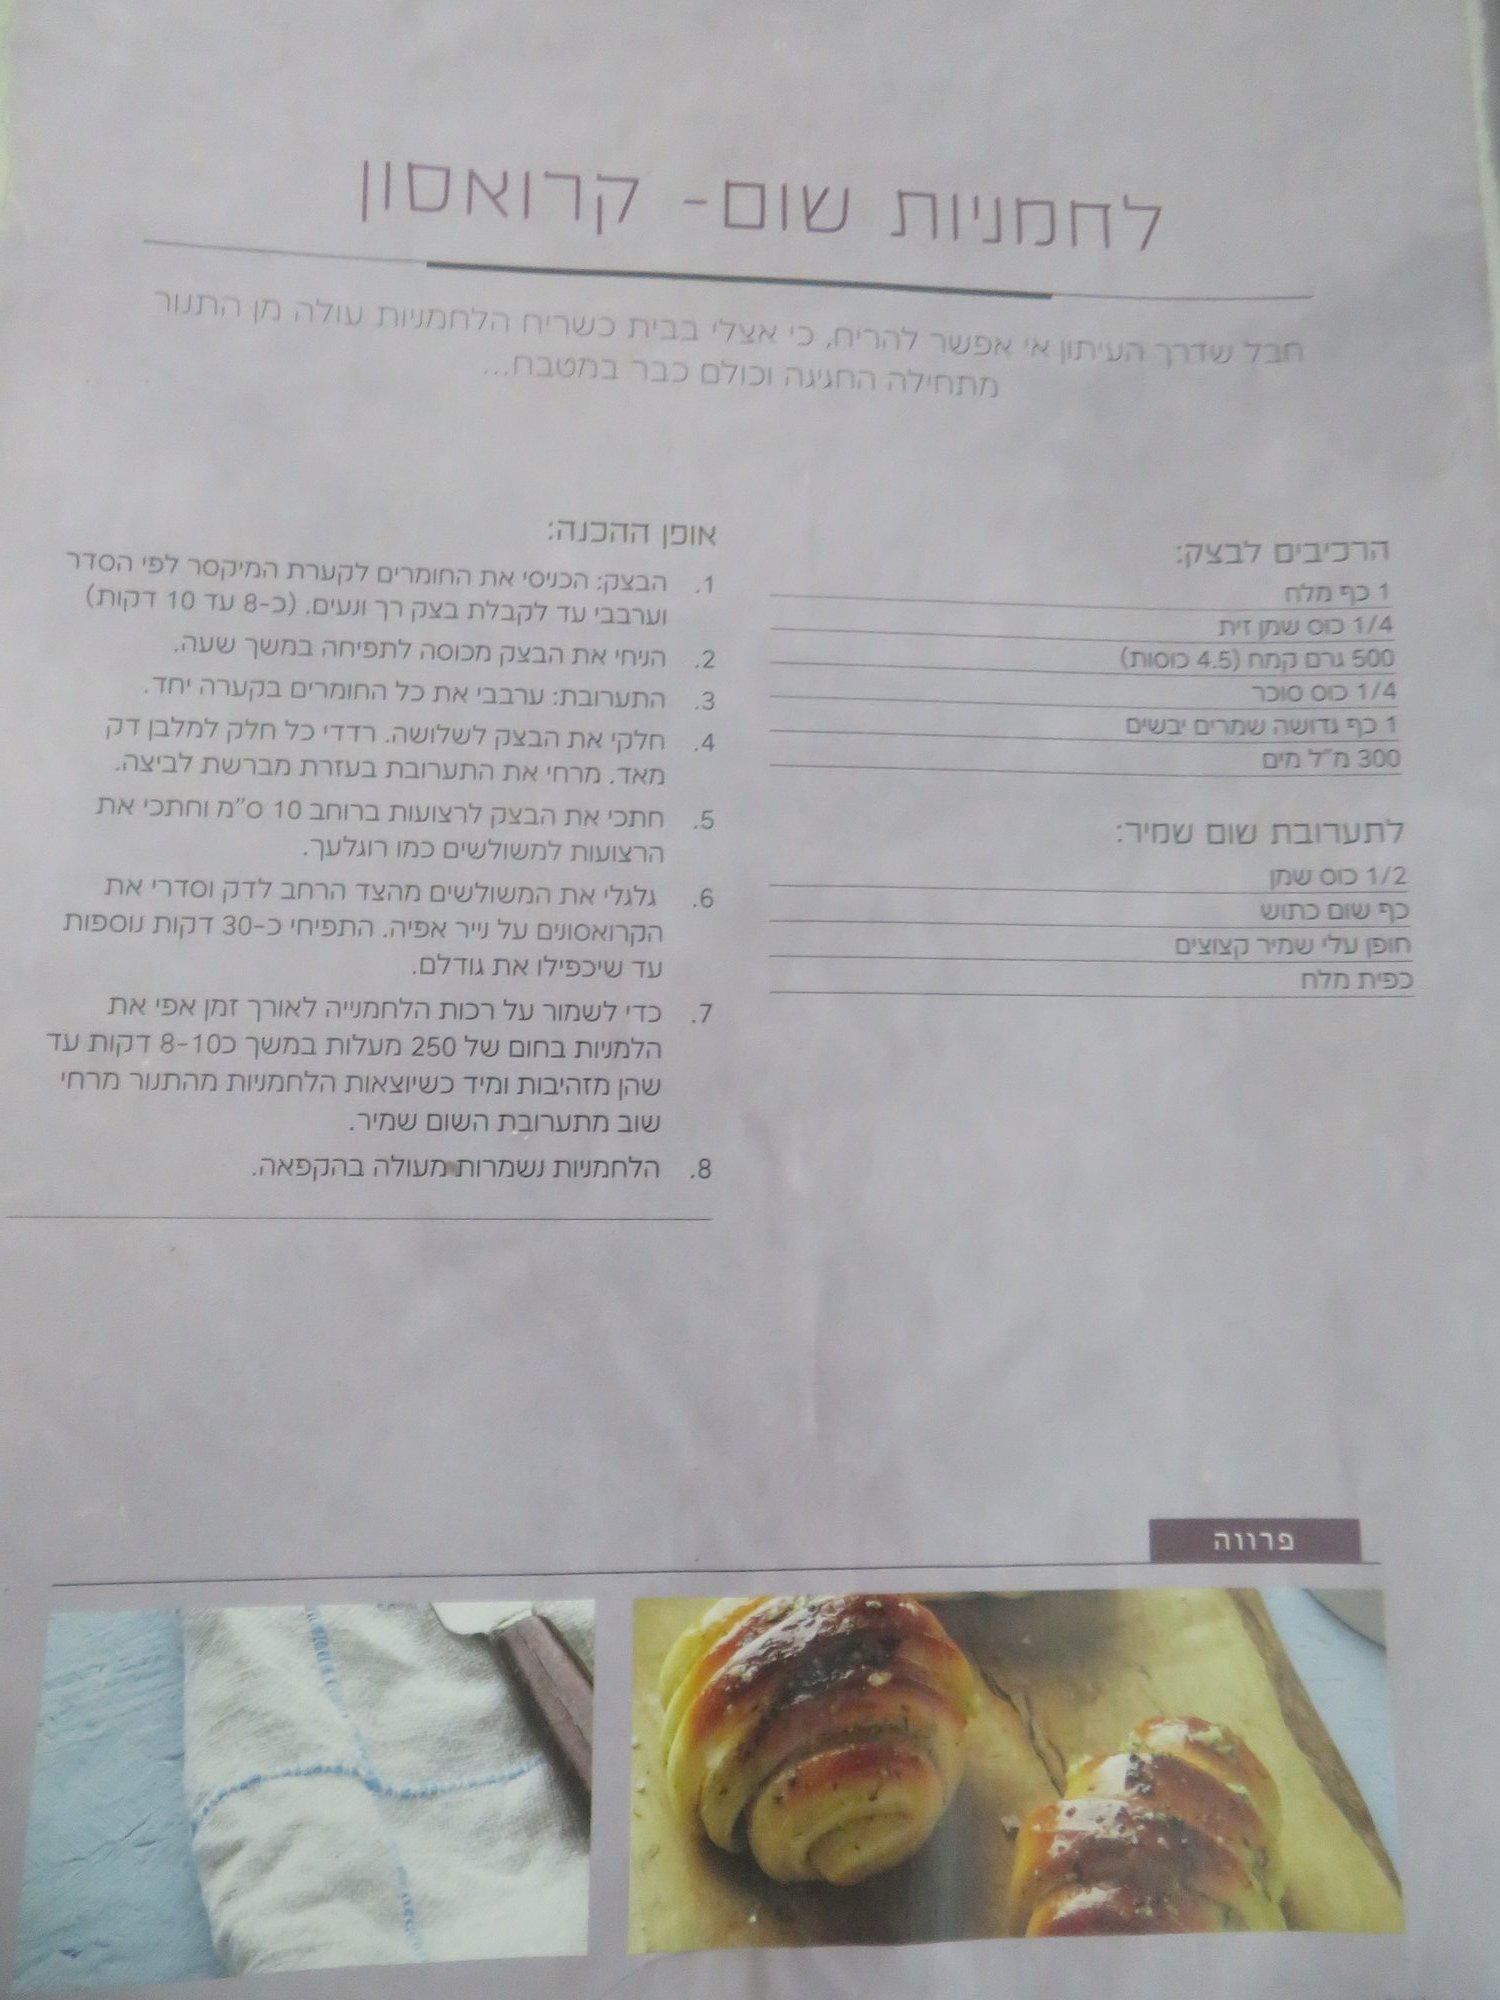 לחמניות שום- קרואסון
חבל שדרך העיתון אי אפשר להריח, כי אצלי בבית כשריח הלחמניות עולה מן התנור
מתחילה החגיגה וכולם כבר במטבח...
הרכיבים לבצק:
1 כף מלח
1/4 כוס שמן זית
500 גרם קמח (4.5 כוסות)
1/4 כוס סוכר
1 כף גדושה שמרים יבשים
300 מ"ל מים
לתערובת שום שמיר:
1/2 כוס שמן
כף שום כתוש
חופן עלי שמיר קצוצים
כפית מלח
אופן ההכנה:
1. הבצק: הכניסי את החומרים לקערת המיקסר לפי הסדר
וערבבי עד לקבלת בצק רך ונעים. (כ-8 עד 10 דקות)
2. הניחי את הבצק מכוסה לתפיחה במשך שעה.
3. התערובת: ערבבי את כל החומרים בקערה יחד.
4. חלקי את הבצק לשלושה. רדדי כל חלק למלבן דק
מאד. מרחי את התערובת בעזרת מברשת לביצה.
5. חתכי את הבצק לרצועות ברוחב 10 ס"מ וחתכי את
הרצועות למשולשים כמו רוגלעך.
6. גלגלי את המשולשים מהצד הרחב לדק וסדרי את
הקרואסונים על נייר אפיה. התפיחי כ-30 דקות נוספות
עד שיכפילו את גודלם.
7. כדי לשמור על רכות הלחמנייה לאורך זמן אפי את
הלמניות בחום של 250 מעלות במשך כ8-10 דקות עד
שהן מזהיבות ומיד כשיוצאות הלחמניות מהתנור מרחי
שוב מתערובת השום שמיר.
8. הלחמניות נשמרות מעולה בהקפאה.
פרווה